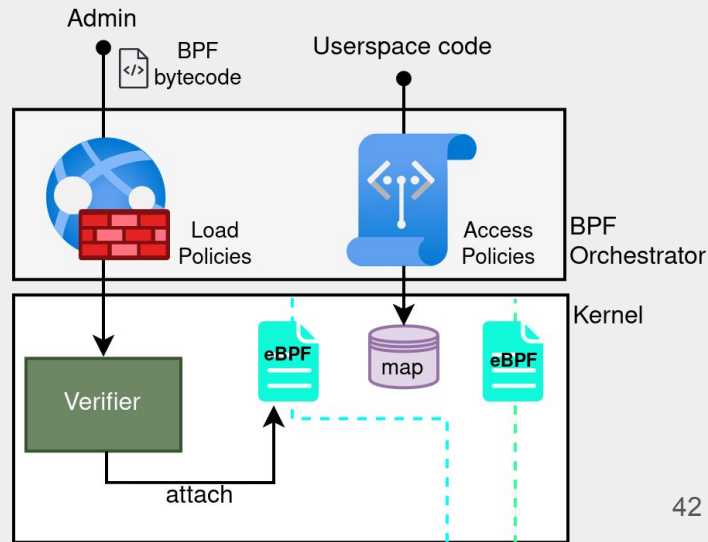 Admin
BPF
bytecode
</>
Userspace code
Load
Policies
Access
Policies
BPF
Orchestrator
Kernel
Verifier
eBPF
map
eBPF
attach
42